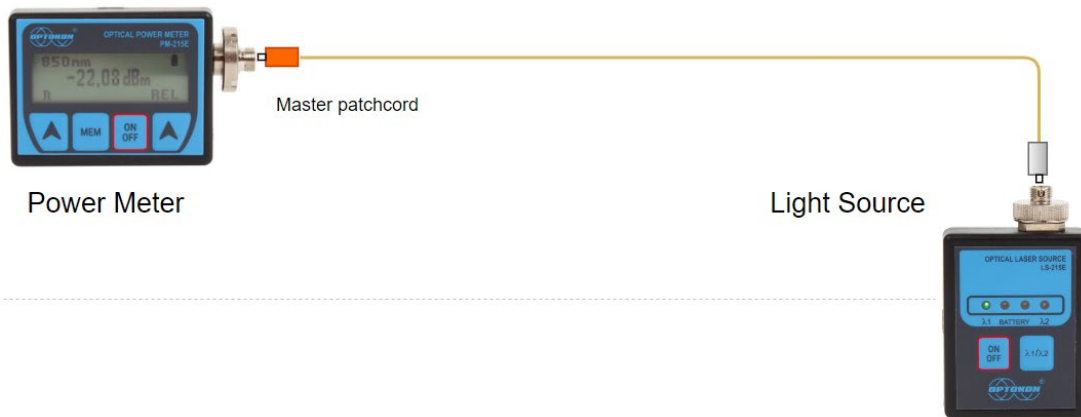 OPTOKON
OPTICAL POWER METER
PM-215E
850nm
-22,08 dBm
REL
MEM
ON
OFF
Master patchcord
Power Meter
Light Source
OPTICAL LASER SOURCE
LS-215E
λ1 BATTERY λ2
ON
OFF
λ1/λ2
OPTOKON®